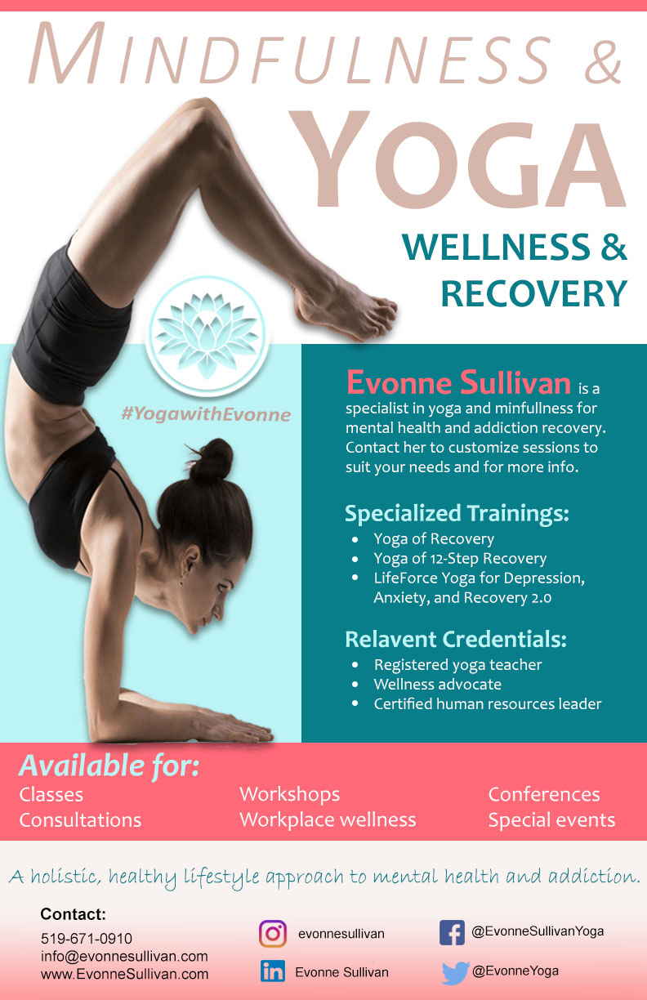 MINDFULNESS &
YOGA
WELLNESS &
RECOVERY
#YogawithEvonne
Evonne Sullivan is a
specialist in yoga and minfullness for
mental health and addiction recovery.
Contact her to customize sessions to
suit your needs and for more info.
Specialized Trainings:
• Yoga of Recovery
• Yoga of 12-Step Recovery
• LifeForce Yoga for Depression,
Anxiety, and Recovery 2.0
Relavent Credentials:
• Registered yoga teacher
• Wellness advocate
• Certified human resources leader
Available for:
Classes Workshops Conferences
Consultations Workplace wellness Special events
A holistic, healthy lifestyle approach to mental health and addiction.
Contact:
519-671-0910
info@evonnesullivan.com
www.EvonneSullivan.com
evonnesullivan
Evonne Sullivan
@EvonneSullivanYoga
@EvonneYoga